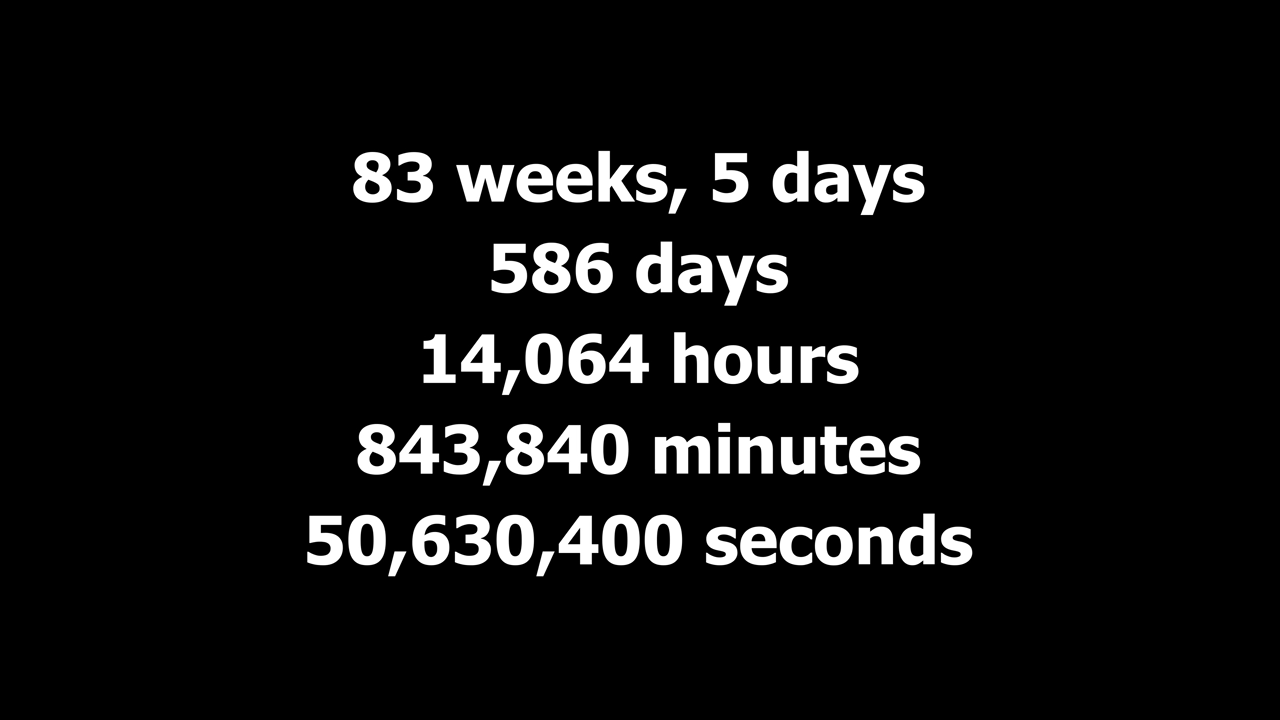 83 weeks, 5 days
586 days
14,064 hours
843,840 minutes
50,630,400 seconds